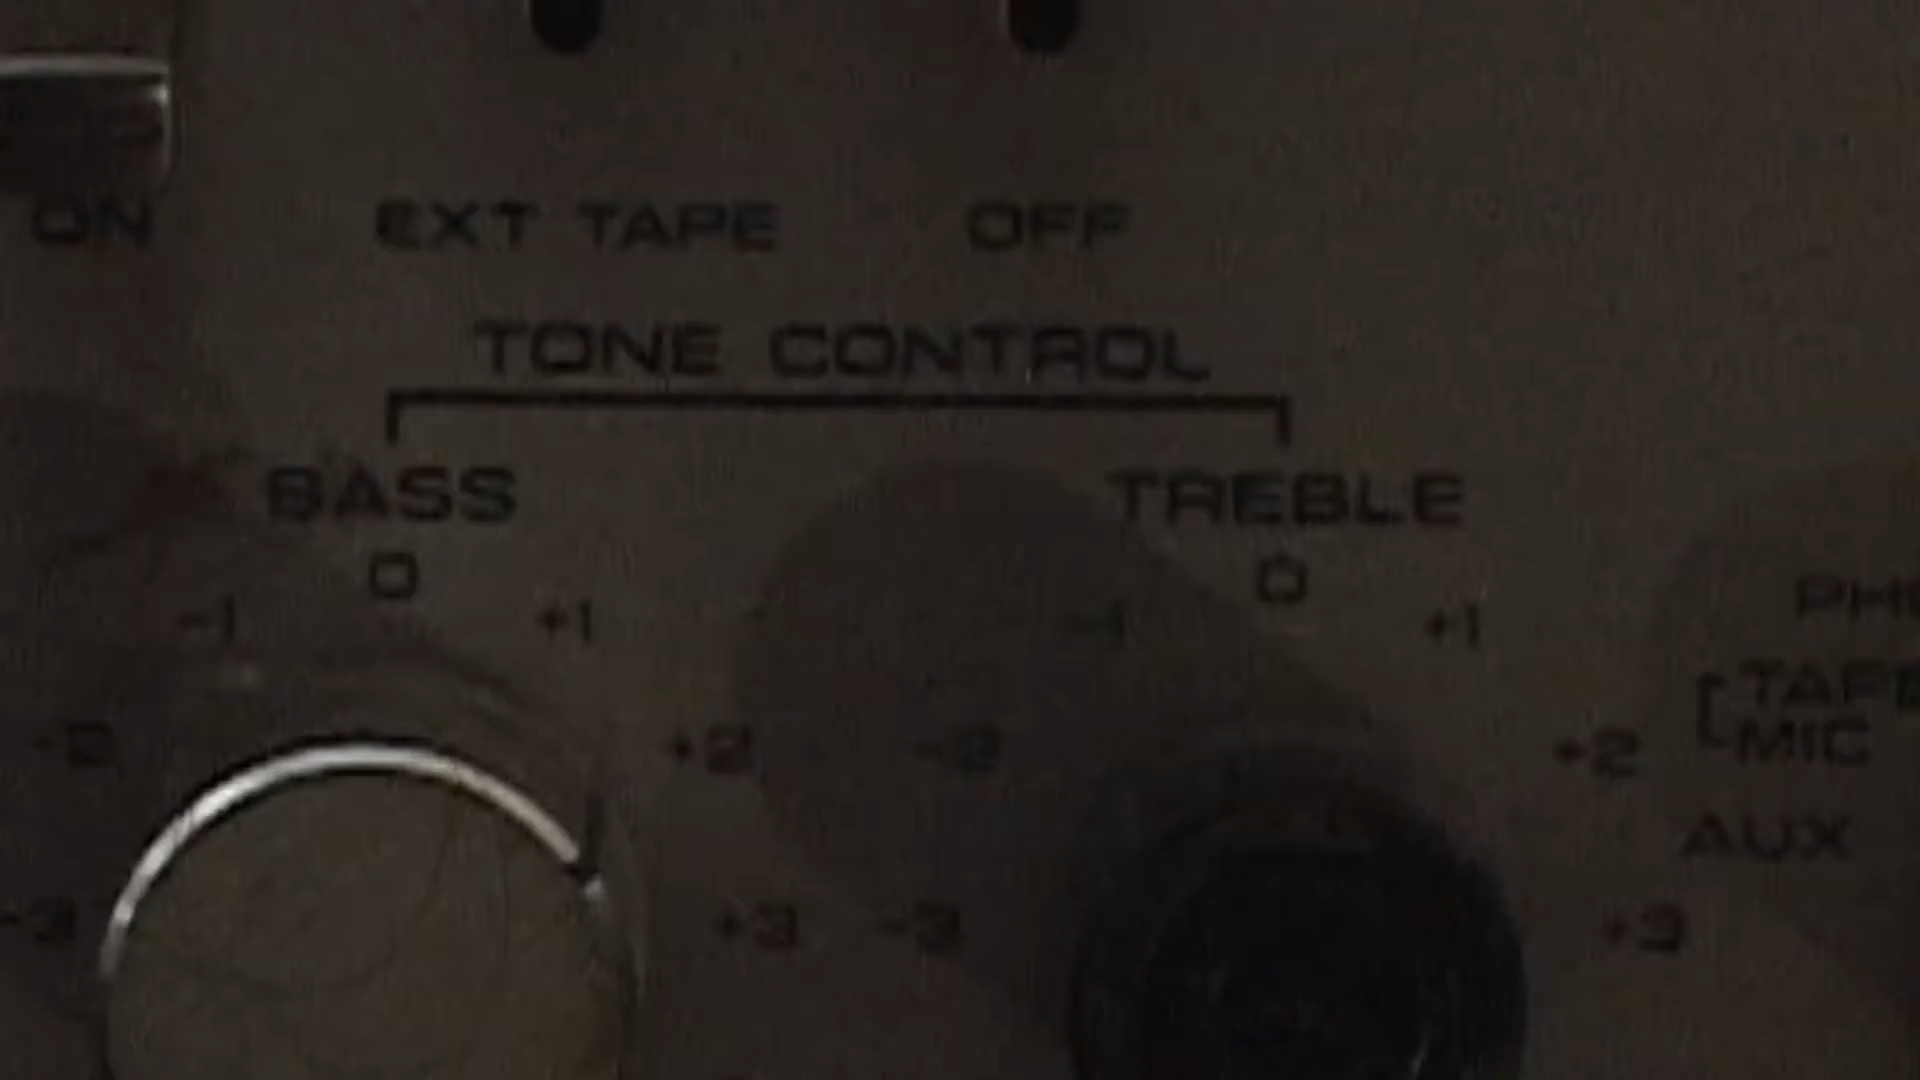 ON EXT TAPE OFF
TONE CONTROL
BASS TREBLE
0 0
-1 +1 -1 +1
TAPE
MIC
-2 +2 -2 +2
AUX
-3 +3 -3 +3